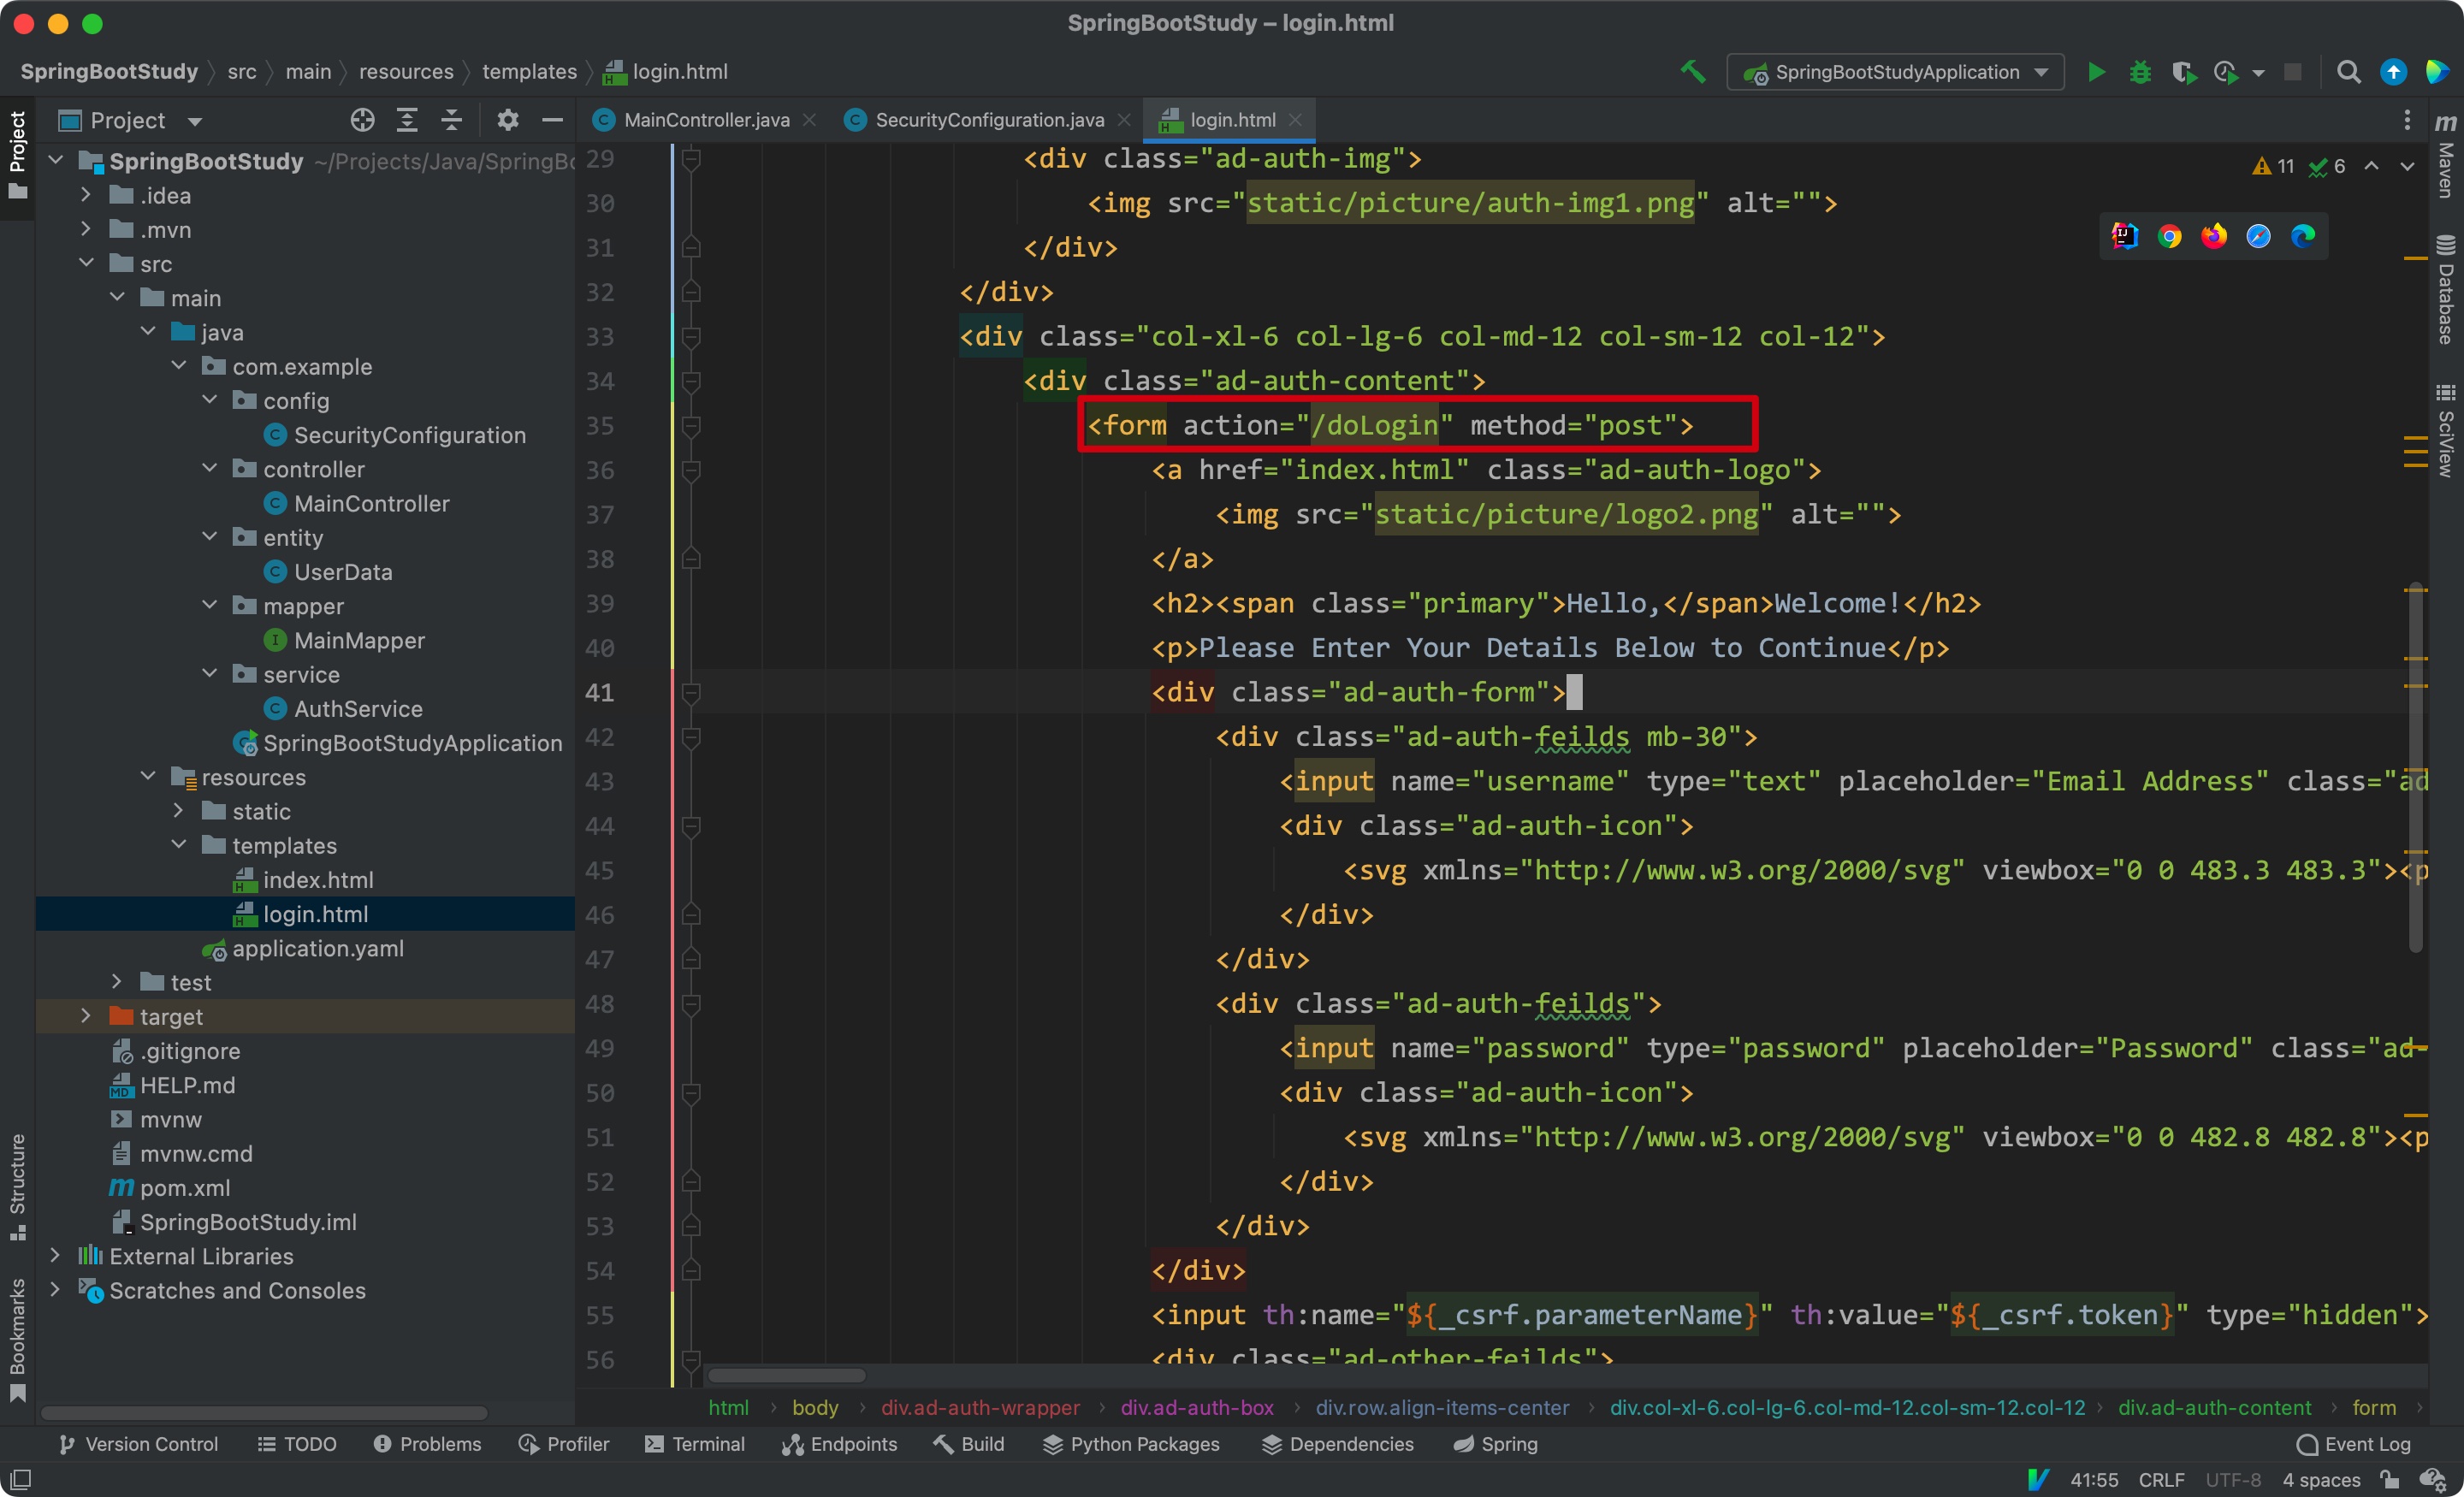 SpringBootStudy – login.html
SpringBootStudy src main resources templates login.html
SpringBootStudyApplication
Project
MainController.java
SecurityConfiguration.java
login.html
Project
Structure
Bookmarks
SpringBootStudy ~/Projects/Java/SpringBo
.idea
.mvn
src
main
java
com.example
config
SecurityConfiguration
controller
MainController
entity
UserData
mapper
MainMapper
service
AuthService
SpringBootStudyApplication
resources
static
templates
index.html
login.html
application.yaml
test
target
.gitignore
HELP.md
mvnw
mvnw.cmd
pom.xml
SpringBootStudy.iml
External Libraries
Scratches and Consoles
11 6
29 <div class="ad-auth-img">
30 <img src="static/picture/auth-img1.png" alt="">
31 </div>
32 </div>
33 <div class="col-xl-6 col-lg-6 col-md-12 col-sm-12 col-12">
34 <div class="ad-auth-content">
35 <form action="/doLogin" method="post">
36 <a href="index.html" class="ad-auth-logo">
37 <img src="static/picture/logo2.png" alt="">
38 </a>
39 <h2><span class="primary">Hello,</span>Welcome!</h2>
40 <p>Please Enter Your Details Below to Continue</p>
41 <div class="ad-auth-form">
42 <div class="ad-auth-feilds mb-30">
43 <input name="username" type="text" placeholder="Email Address" class="ad
44 <div class="ad-auth-icon">
45 <svg xmlns="http://www.w3.org/2000/svg" viewbox="0 0 483.3 483.3"><p
46 </div>
47 </div>
48 <div class="ad-auth-feilds">
49 <input name="password" type="password" placeholder="Password" class="ad-
50 <div class="ad-auth-icon">
51 <svg xmlns="http://www.w3.org/2000/svg" viewbox="0 0 482.8 482.8"><p
52 </div>
53 </div>
54 </div>
55 <input th:name="${_csrf.parameterName}" th:value="${_csrf.token}" type="hidden">
56 <div class="ad-other-feilds">
m Maven
Database
SciView
html body div.ad-auth-wrapper div.ad-auth-box div.row.align-items-center div.col-xl-6.col-lg-6.col-md-12.col-sm-12.col-12 div.ad-auth-content form
Version Control TODO Problems Profiler Terminal Endpoints Build Python Packages Dependencies Spring Event Log
41:55 CRLF UTF-8 4 spaces